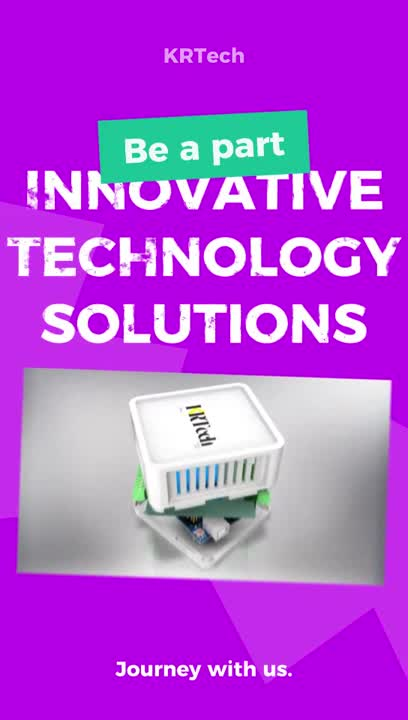 KRTech
Be a part
INNOVATIVE
TECHNOLOGY
SOLUTIONS
KRTech
Journey with us.